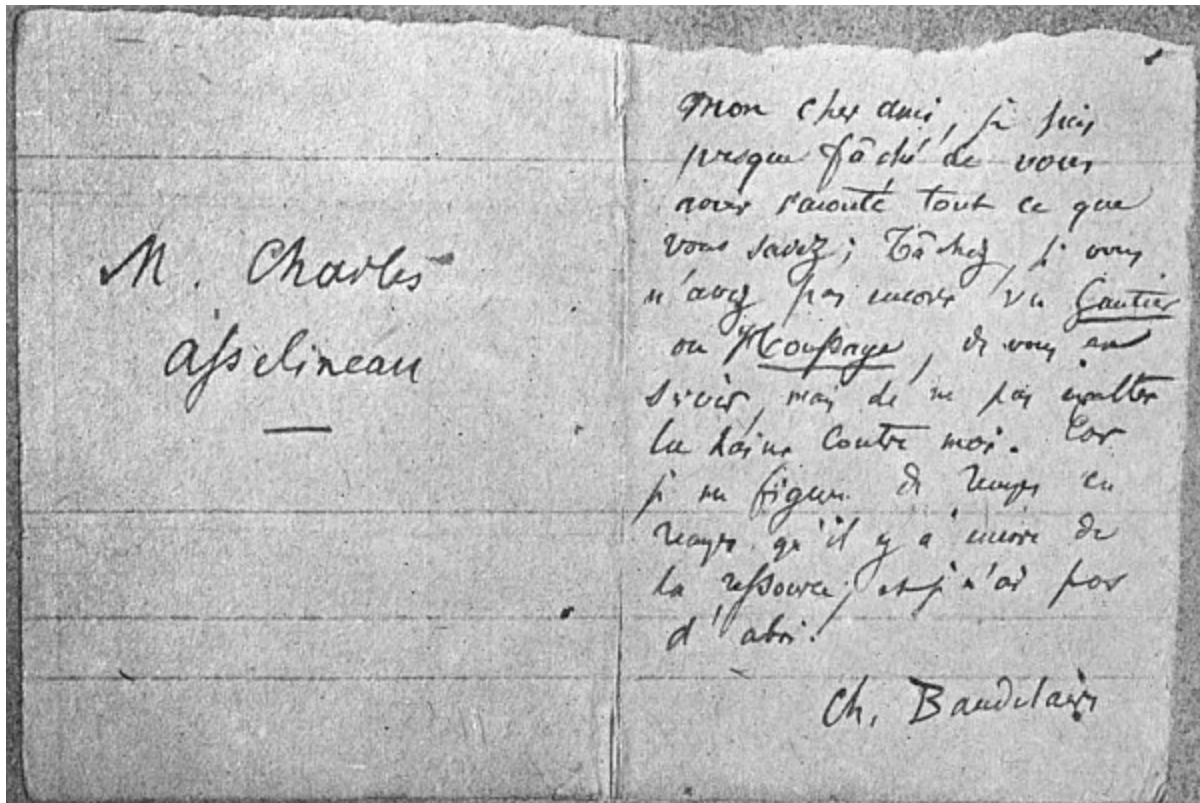 M. Charles
Asselineau
Mon cher ami, je suis
presque fâché de vous
avoir raconté tout ce que
vous savez; Tâchez, si vous
n'avez pas encore vu Gautier
ou Houssaye, de vous en
servir, mais de ne pas exalter
la haine contre moi. Car
je me figure de temps en
temps qu'il y a encore de
la ressource; et je n'ai pas
d'abri.
Ch. Baudelaire